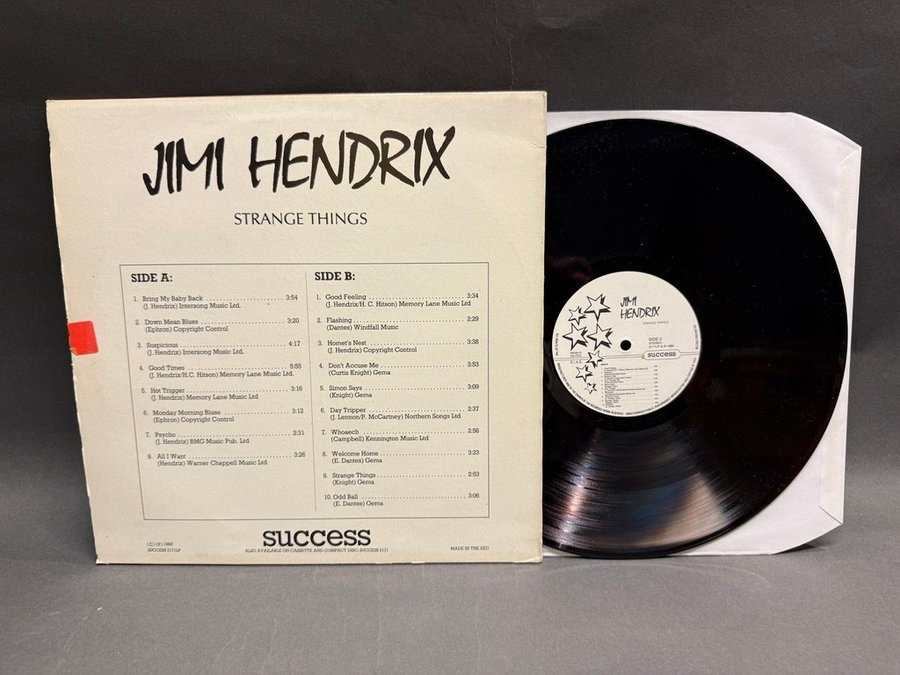 JIMI HENDRIX
STRANGE THINGS
SIDE A:
1. Bring My Baby Back 3:54
(J. Hendrix) Intersong Music Ltd.
2. Down Mean Blues 3:20
(Ephron) Copyright Control
3. Suspicious 4:17
(J. Hendrix) Intersong Music Ltd.
4. Good Times 5:55
(J. Hendrix/H.C. Hitson) Memory Lane Music Ltd.
5. Hot Trigger 3:16
(J. Hendrix) Memory Lane Music Ltd
6. Monday Morning Blues 3:12
(Ephron) Copyright Control
7. Psycho 2:31
(J. Hendrix) BMG Music Pub. Ltd.
8. All I Want 3:26
(Hendrix) Warner Chappell Music Ltd
SIDE B:
1. Good Feeling 3:34
(J. Hendrix/H. C. Hitson) Memory Lane Music Ltd
2. Flashing 2:29
(Dantes) Windfall Music
3. Hornet's Nest 3:38
(J. Hendrix) Copyright Control
4. Don't Accuse Me 3:53
(Curtis Knight) Gema
5. Simon Says 3:09
(Knight) Gema
6. Day Tripper 2:37
(J. Lennon/P. McCartney) Northern Songs Ltd
7. Whoaech 2:58
(Campbell) Kennington Music Ltd
8. Welcome Home 3:23
(E. Dantes) Gema
9. Strange Things 2:53
(Knight) Gema
10. Odd Ball 3:06
(E. Dantes) Gema
(C) (P) 1989
SUCCESS 2171LP
success
ALSO AVAILABLE ON CASSETTE AND COMPACT DISC
MADE IN THE EEC
JIMI
HENDRIX
STRANGE THINGS
SIDE 2
STEREO
success